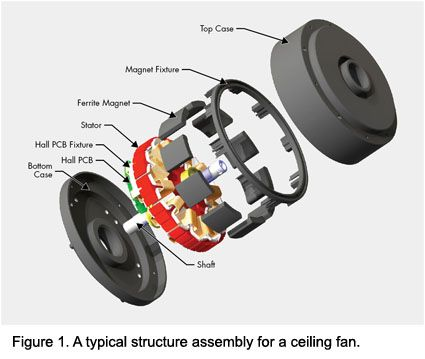 Top Case
Magnet Fixture
Ferrite Magnet
Stator
Hall PCB Fixture
Hall PCB
Bottom
Case
Shaft
Figure 1. A typical structure assembly for a ceiling fan.